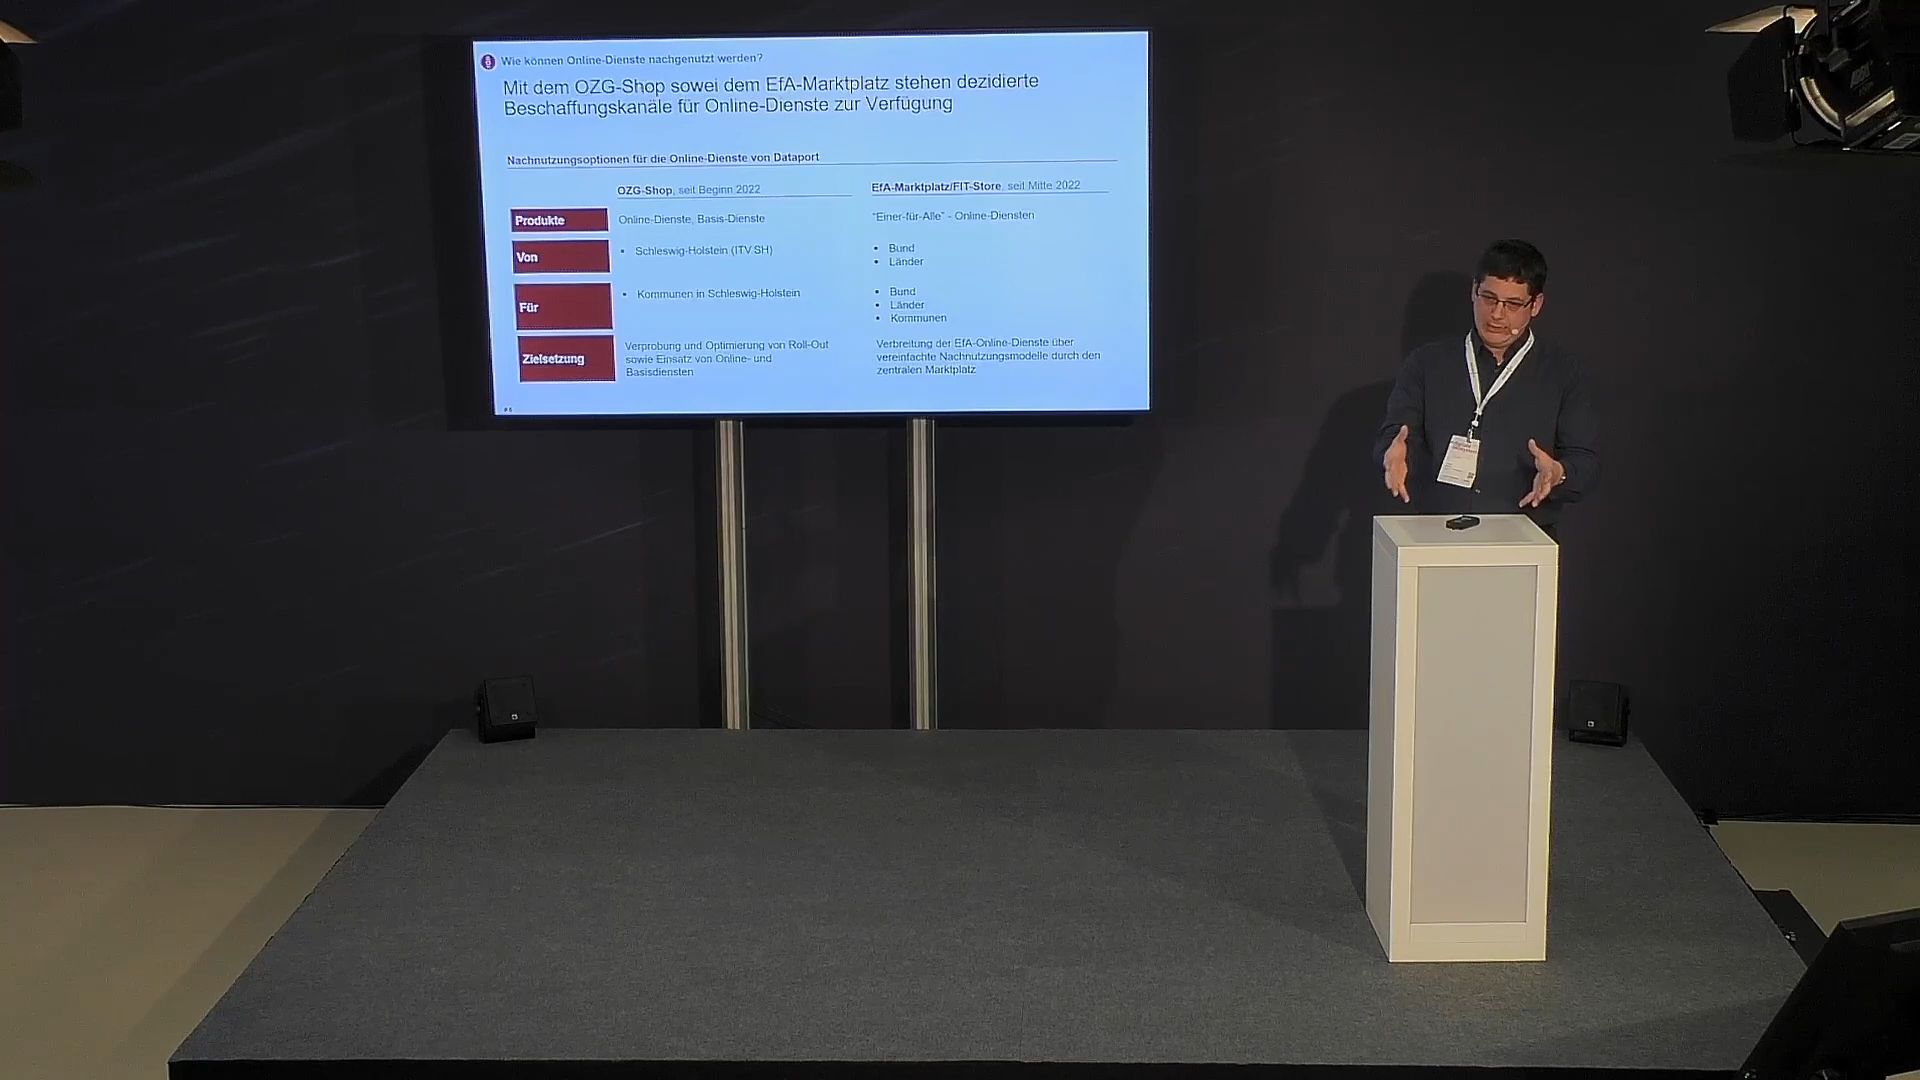 Wie können Online-Dienste nachgenutzt werden?
Mit dem OZG-Shop sowei dem EfA-Marktplatz stehen dezidierte
Beschaffungskanäle für Online-Dienste zur Verfügung
Nachnutzungsoptionen für die Online-Dienste von Dataport
OZG-Shop, seit Beginn 2022
EfA-Marktplatz/FIT-Store, seit Mitte 2022
Produkte
Online-Dienste, Basis-Dienste
"Einer-für-Alle" - Online-Diensten
Von
• Schleswig-Holstein (ITV.SH)
• Bund
• Länder
Für
• Kommunen in Schleswig-Holstein
• Bund
• Länder
• Kommunen
Zielsetzung
Verprobung und Optimierung von Roll-Out
sowie Einsatz von Online- und
Basisdiensten
Verbreitung der EfA-Online-Dienste über
vereinfachte Nachnutzungsmodelle durch den
zentralen Marktplatz